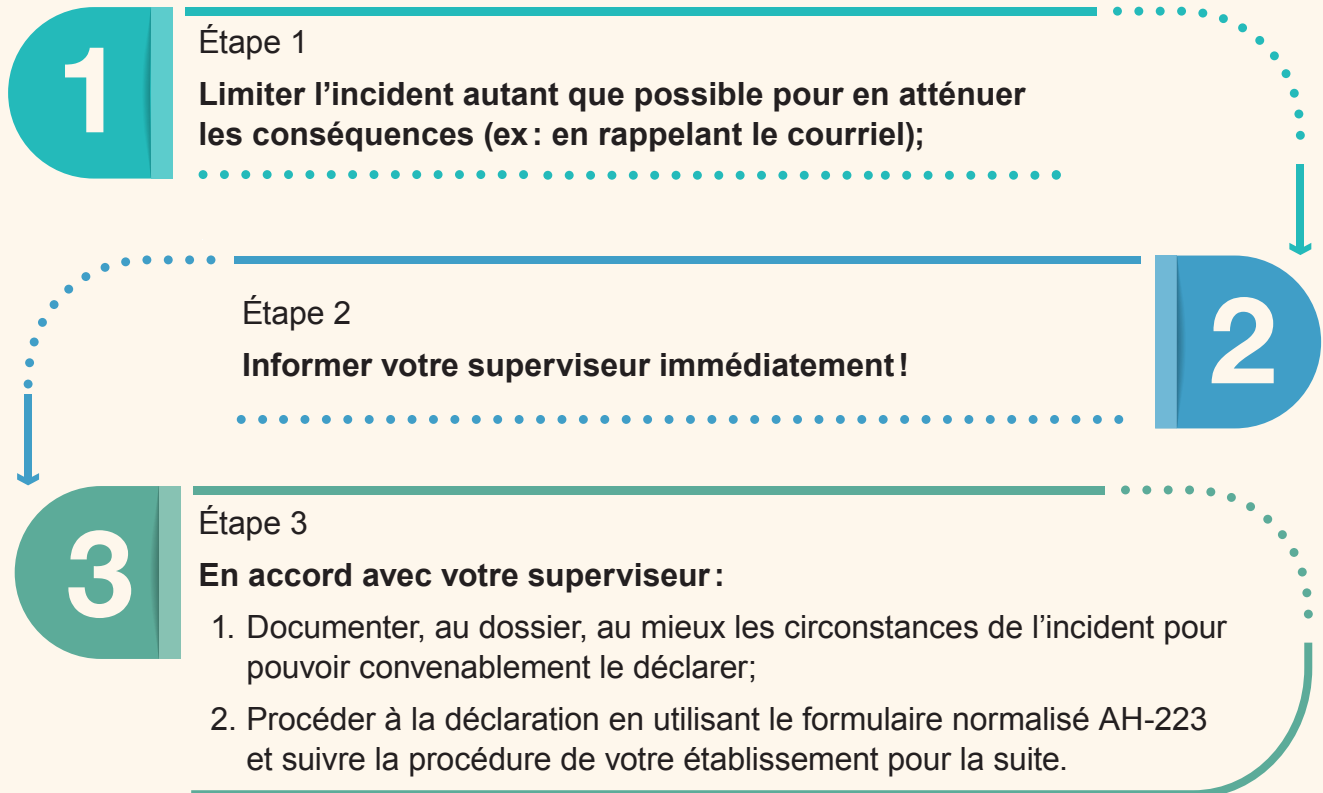 1
Étape 1
Limiter l’incident autant que possible pour en atténuer
les conséquences (ex : en rappelant le courriel);
Étape 2
Informer votre superviseur immédiatement !
2
3
Étape 3
En accord avec votre superviseur :
1. Documenter, au dossier, au mieux les circonstances de l’incident pour
pouvoir convenablement le déclarer;
2. Procéder à la déclaration en utilisant le formulaire normalisé AH-223
et suivre la procédure de votre établissement pour la suite.